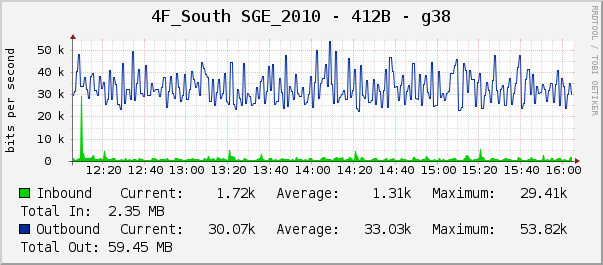 4F_South SGE_2010 - 412B - g38
RRDTOOL / TOBI OETIKER
bits per second
50 k
40 k
30 k
20 k
10 k
0
12:20 12:40 13:00 13:20 13:40 14:00 14:20 14:40 15:00 15:20 15:40 16:00
Inbound Current: 1.72k Average: 1.31k Maximum: 29.41k
Total In: 2.35 MB
Outbound Current: 30.07k Average: 33.03k Maximum: 53.82k
Total Out: 59.45 MB